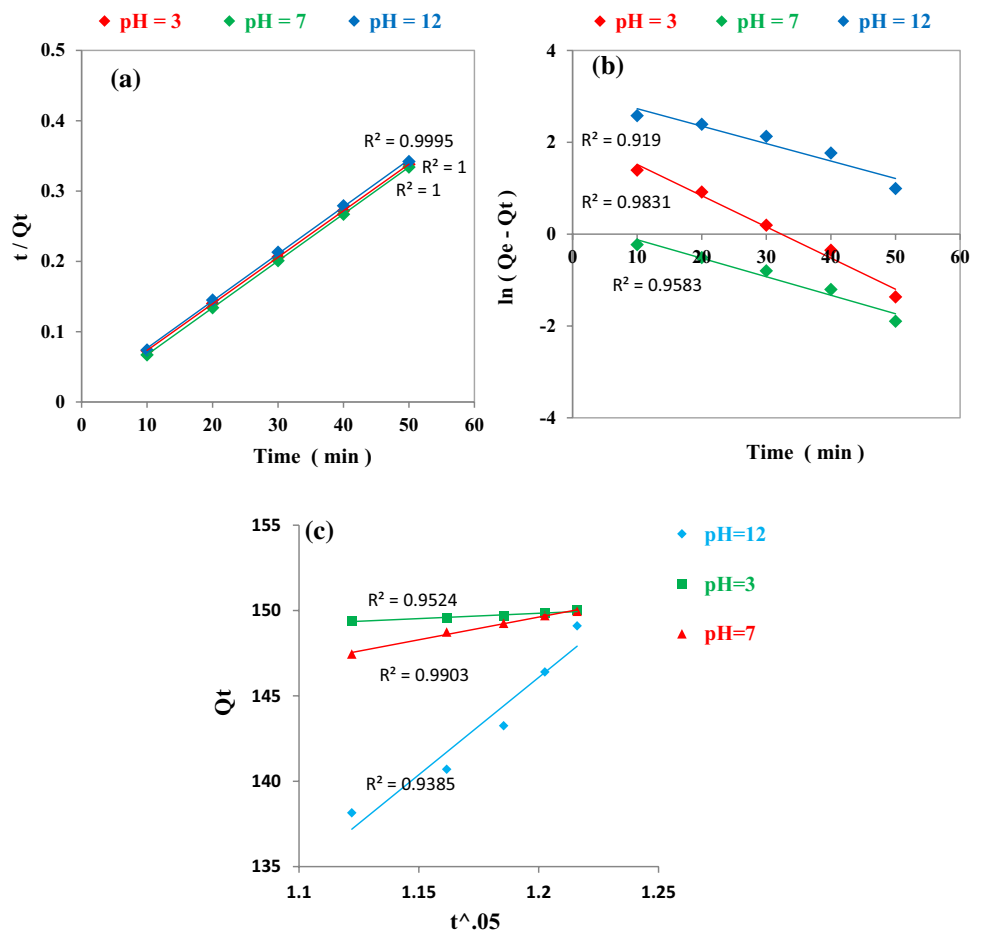 pH = 3 pH = 7 pH = 12
(a)
t / Qt
0.5
0.4
0.3
0.2
0.1
0
0 10 20 30 40 50 60
R² = 0.9995
R² = 1
R² = 1
Time ( min )
pH = 3 pH = 7 pH = 12
(b)
ln ( Qe - Qt )
4
2
0
-2
-4
0 10 20 30 40 50 60
R² = 0.919
R² = 0.9831
R² = 0.9583
Time ( min )
(c)
Qt
155
150
145
140
135
1.1 1.15 1.2 1.25
R² = 0.9524
R² = 0.9903
R² = 0.9385
t^.05
pH=12
pH=3
pH=7